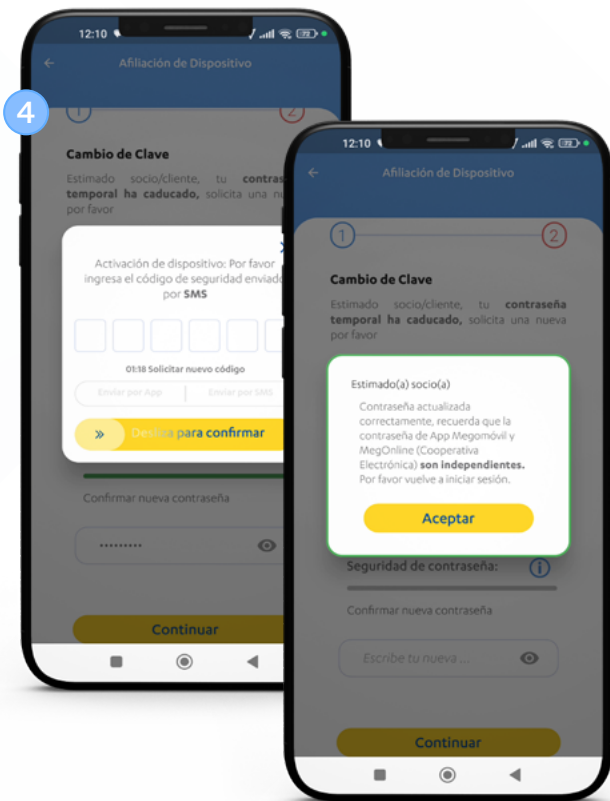 4
12:10
72
Afiliación de Dispositivo
1
2
Cambio de Clave
Estimado socio/cliente, tu
temporal ha caducado, solicita una
por favor
Activación de dispositivo: Por favor
ingresa el código de seguridad enviado
por SMS
01:18 Solicitar nuevo código
Enviar por App
Enviar por SMS
Desliza para confirmar
Confirmar nueva contraseña
.........
Continuar
12:10
72
Afiliación de Dispositivo
1
2
Cambio de Clave
Estimado socio/cliente, tu contraseña
temporal ha caducado, solicita una nueva
por favor
Estimado(a) socio(a)
Contraseña actualizada
correctamente, recuerda que la
contraseña de App Megomóvil y
MegOnline (Cooperativa
Electrónica) son independientes.
Por favor vuelve a iniciar sesión.
Aceptar
Seguridad de contraseña:
Confirmar nueva contraseña
Escribe tu nueva ...
Continuar